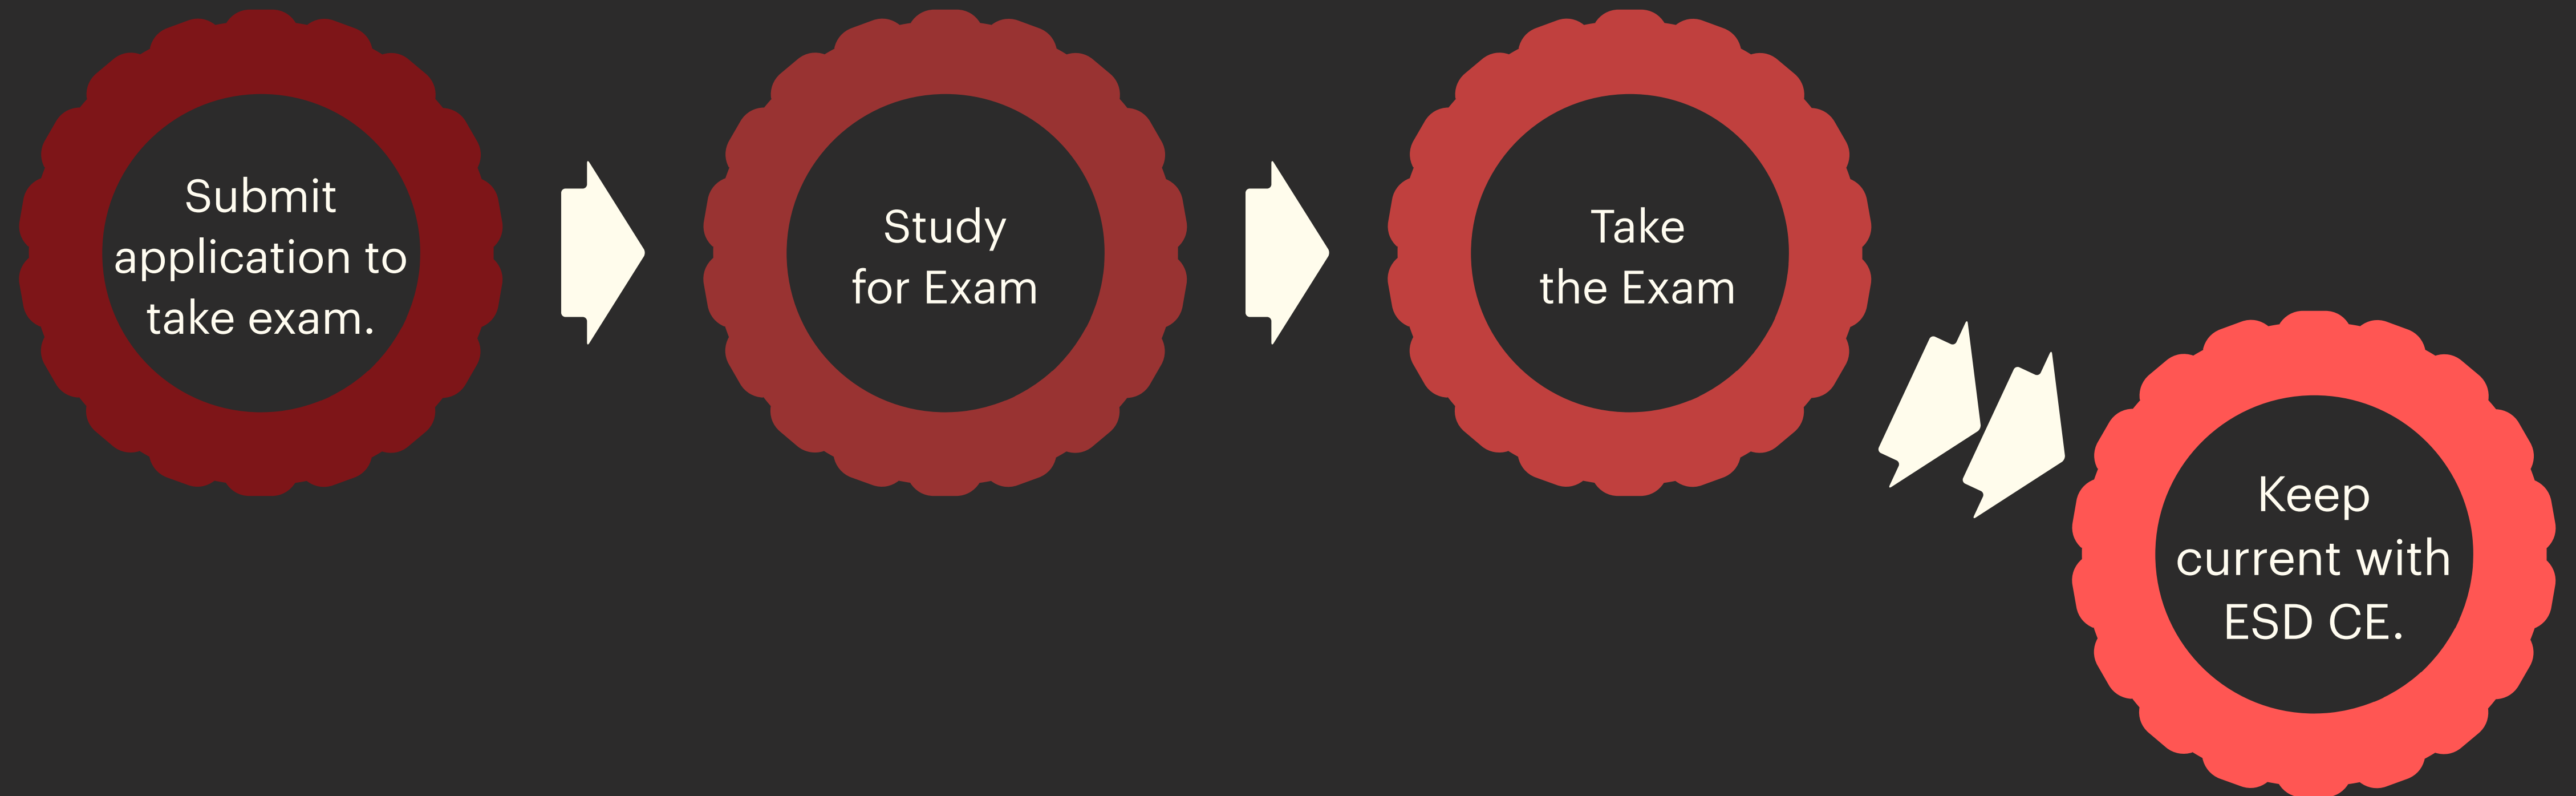 Submit
application to
take exam.
Study
for Exam
Take
the Exam
Keep
current with
ESD CE.